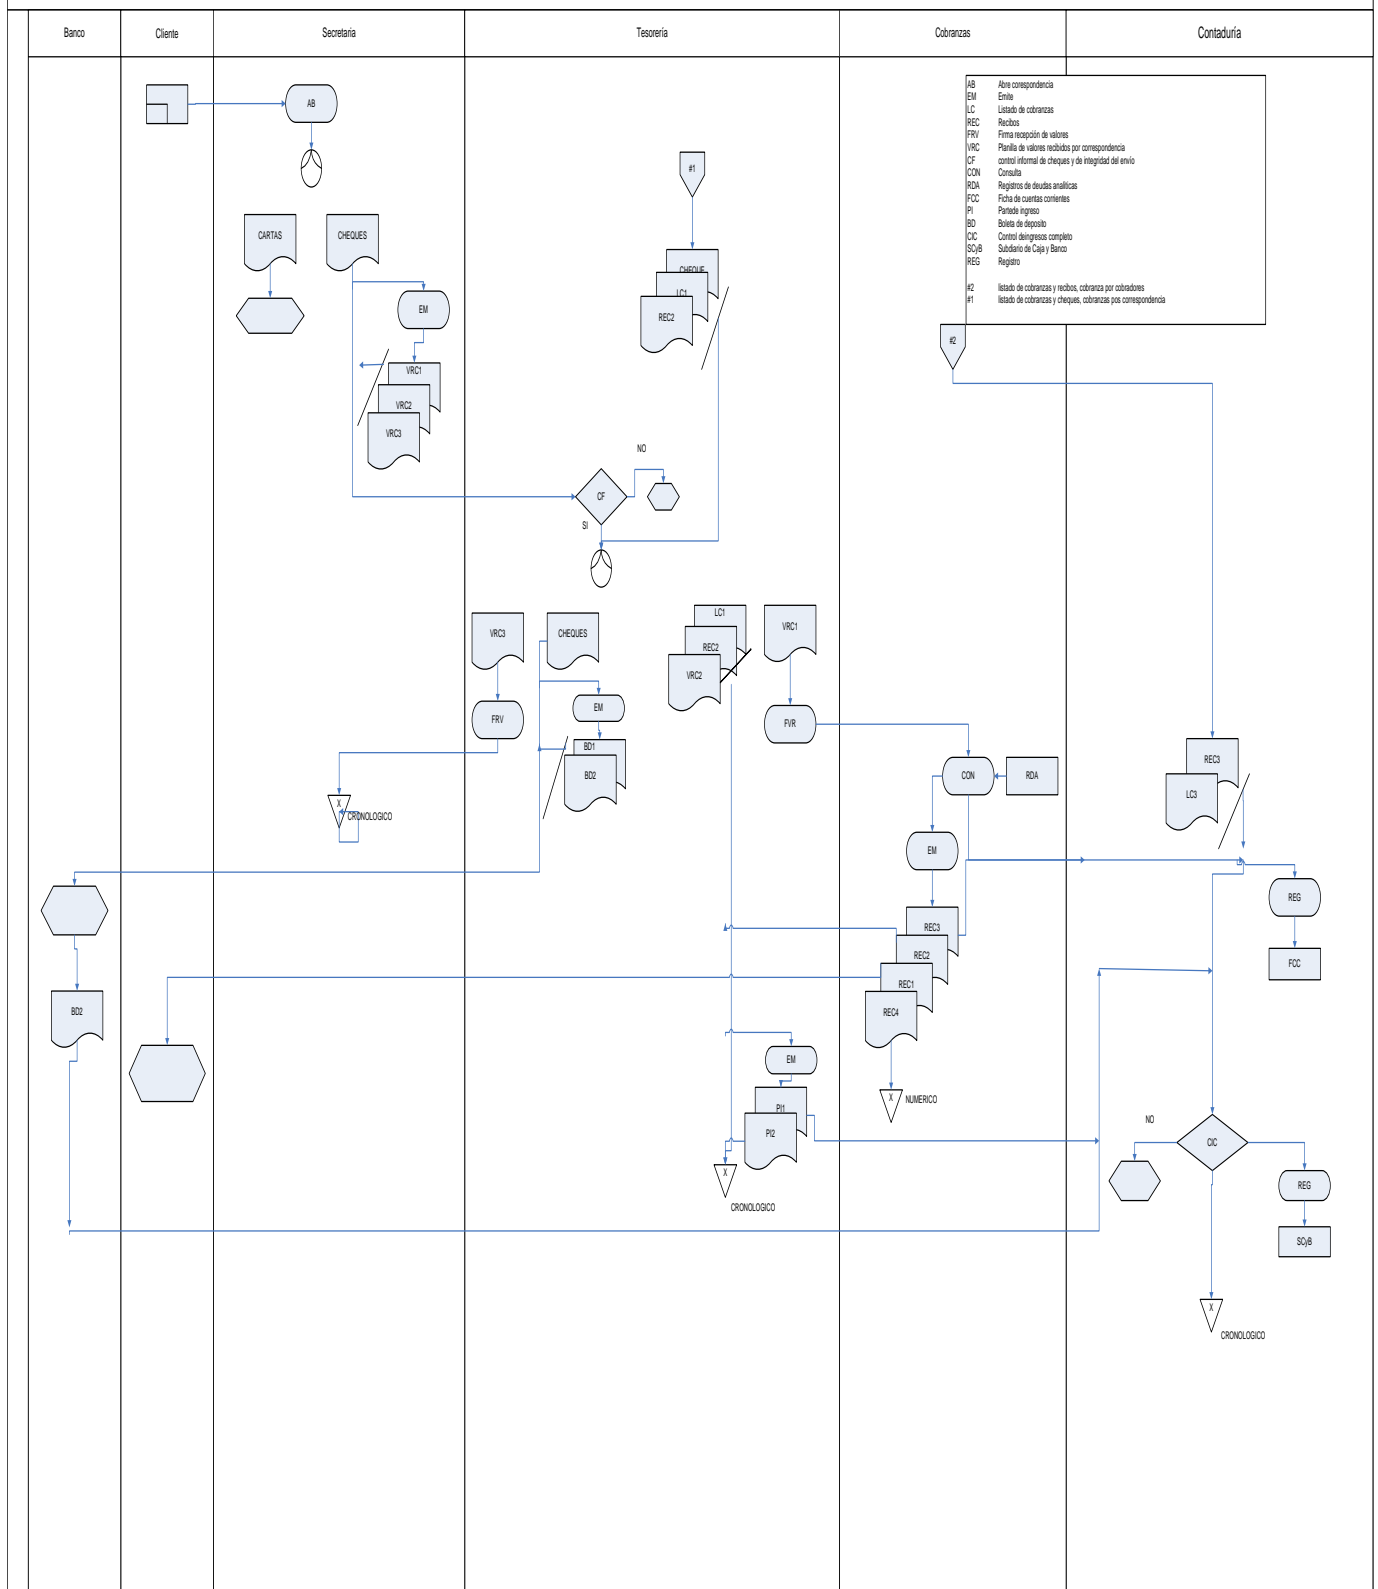 Banco
Cliente
Secretaria
Tesorería
Cobranzas
Contaduría
AB Abre corespondencia
EM Emite
LC Listado de cobranzas
REC Recibos
FRV Firma recepción de valores
VRC Planilla de valores recibidos por correspondencia
CF control informal de cheques y de integridad del envío
CON Consulta
RDA Registros de deudas analíticas
FCC Ficha de cuentas corrientes
PI Partede ingreso
BD Boleta de deposito
CIC Control deingresos completo
SCyB Subdiario de Caja y Banco
REG Registro
#2 listado de cobranzas y recibos, cobranza por cobradores
#1 listado de cobranzas y cheques, cobranzas pos correspondencia
AB
#1
CARTAS
CHEQUES
CHEQUE
LC1
REC2
EM
#2
VRC1
VRC2
VRC3
NO
CF
SI
VRC3
CHEQUES
LC1
REC2
VRC2
VRC1
FRV
EM
FVR
BD1
BD2
CON
RDA
REC3
LC3
X
CRONOLOGICO
EM
REG
REC3
REC2
REC1
REC4
FCC
BD2
EM
X
NUMERICO
PI1
PI2
NO
CIC
X
CRONOLOGICO
REG
SCyB
X
CRONOLOGICO